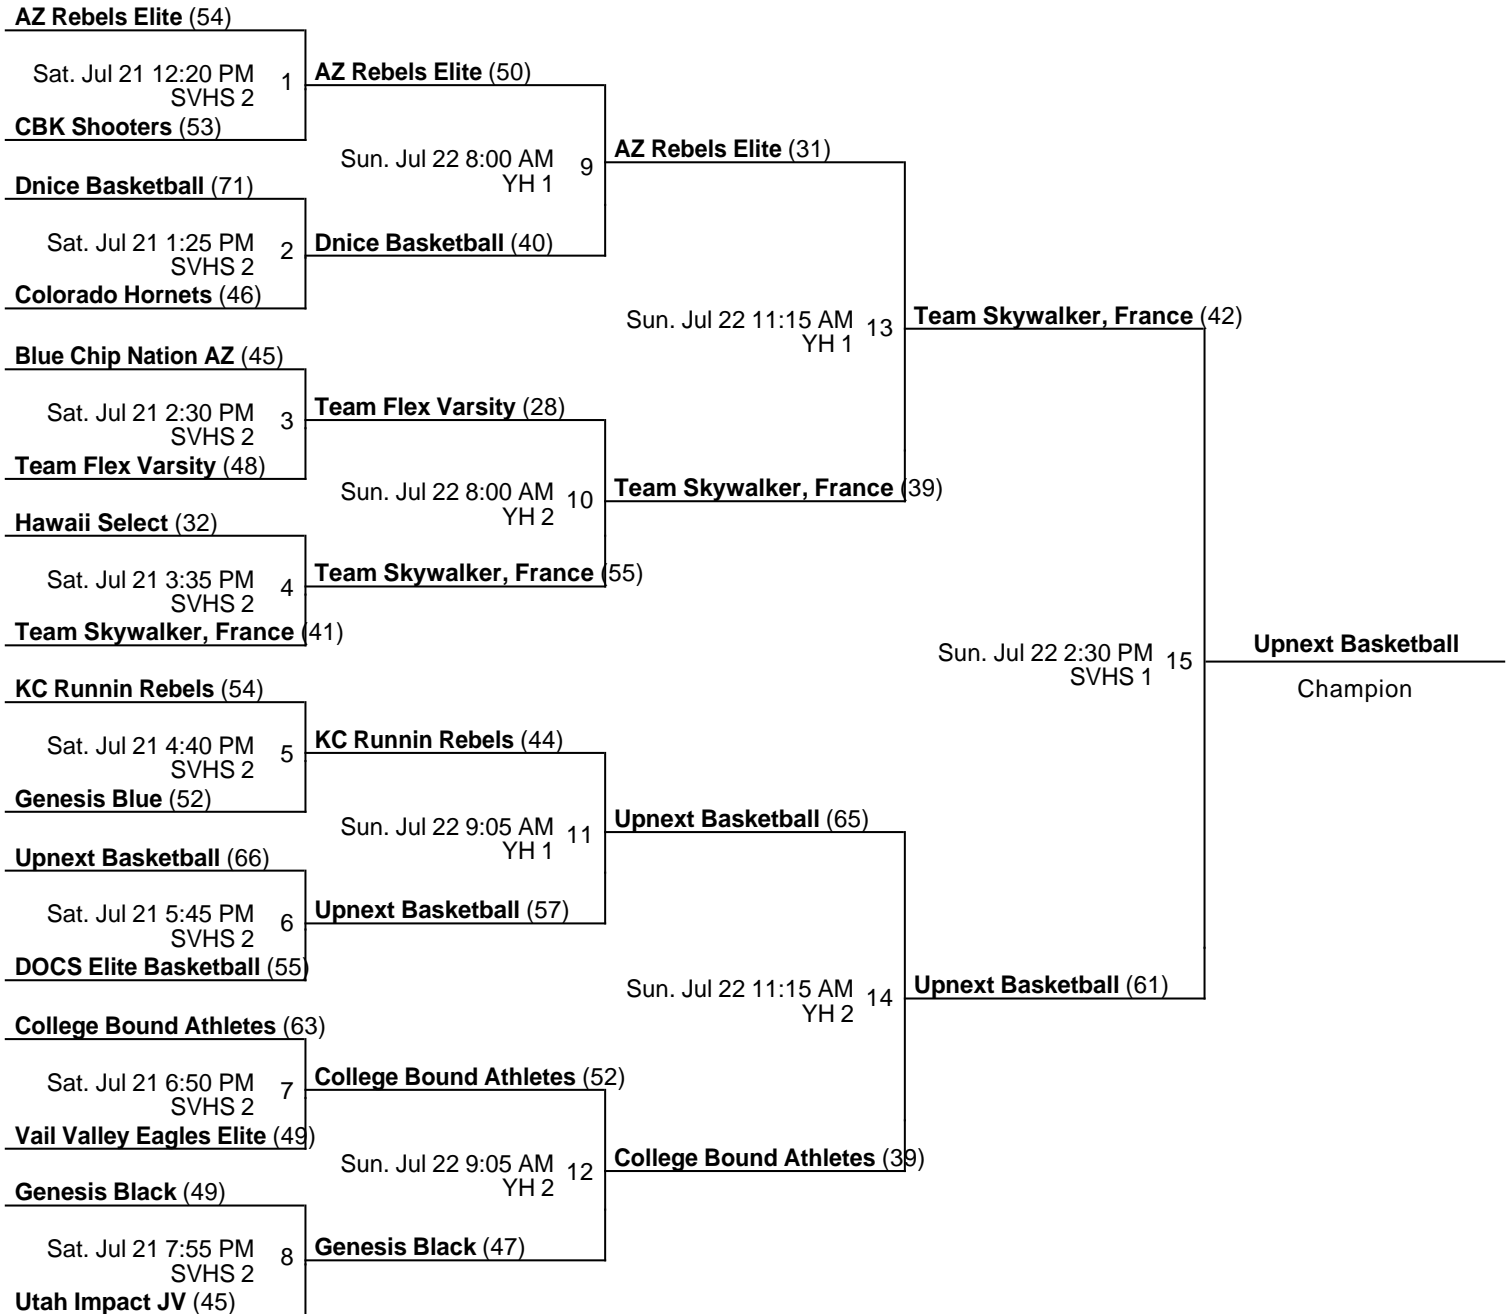 AZ Rebels Elite (54)
Sat. Jul 21 12:20 PM
SVHS 2
1
CBK Shooters (53)
AZ Rebels Elite (50)
Dnice Basketball (71)
Sat. Jul 21 1:25 PM
SVHS 2
2
Colorado Hornets (46)
Dnice Basketball (40)
Sun. Jul 22 8:00 AM
YH 1
9
AZ Rebels Elite (31)
Blue Chip Nation AZ (45)
Sat. Jul 21 2:30 PM
SVHS 2
3
Team Flex Varsity (48)
Team Flex Varsity (28)
Hawaii Select (32)
Sat. Jul 21 3:35 PM
SVHS 2
4
Team Skywalker, France (41)
Team Skywalker, France (55)
Sun. Jul 22 8:00 AM
YH 2
10
Team Skywalker, France (39)
Sun. Jul 22 11:15 AM
YH 1
13
Team Skywalker, France (42)
KC Runnin Rebels (54)
Sat. Jul 21 4:40 PM
SVHS 2
5
Genesis Blue (52)
KC Runnin Rebels (44)
Upnext Basketball (66)
Sat. Jul 21 5:45 PM
SVHS 2
6
DOCS Elite Basketball (55)
Upnext Basketball (57)
Sun. Jul 22 9:05 AM
YH 1
11
Upnext Basketball (65)
College Bound Athletes (63)
Sat. Jul 21 6:50 PM
SVHS 2
7
Vail Valley Eagles Elite (49)
College Bound Athletes (52)
Genesis Black (49)
Sat. Jul 21 7:55 PM
SVHS 2
8
Utah Impact JV (45)
Genesis Black (47)
Sun. Jul 22 9:05 AM
YH 2
12
College Bound Athletes (39)
Sun. Jul 22 11:15 AM
YH 2
14
Upnext Basketball (61)
Sun. Jul 22 2:30 PM
SVHS 1
15
Upnext Basketball
Champion